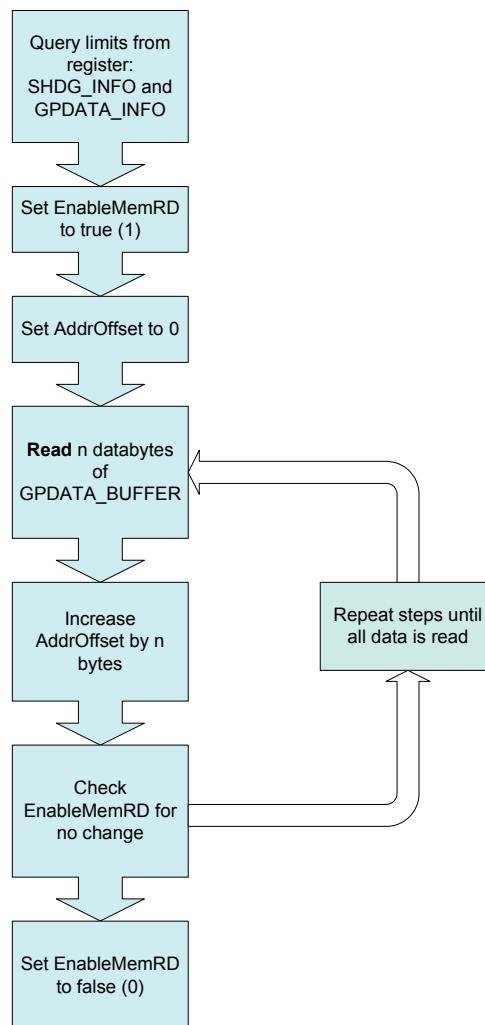 Query limits from
register:
SHDG_INFO and
GPDATA_INFO
Set EnableMemRD
to true (1)
Set AddrOffset to 0
Read n databytes
of
GPDATA_BUFFER
Increase
AddrOffset by n
bytes
Repeat steps until
all data is read
Check
EnableMemRD for
no change
Set EnableMemRD
to false (0)